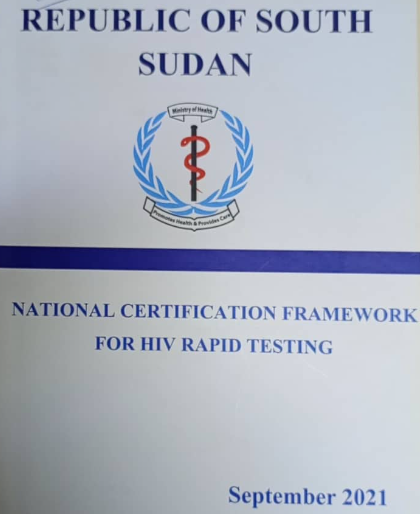 REPUBLIC OF SOUTH
SUDAN
Ministry of Health
Promotes Health & Provides Care
NATIONAL CERTIFICATION FRAMEWORK
FOR HIV RAPID TESTING
September 2021